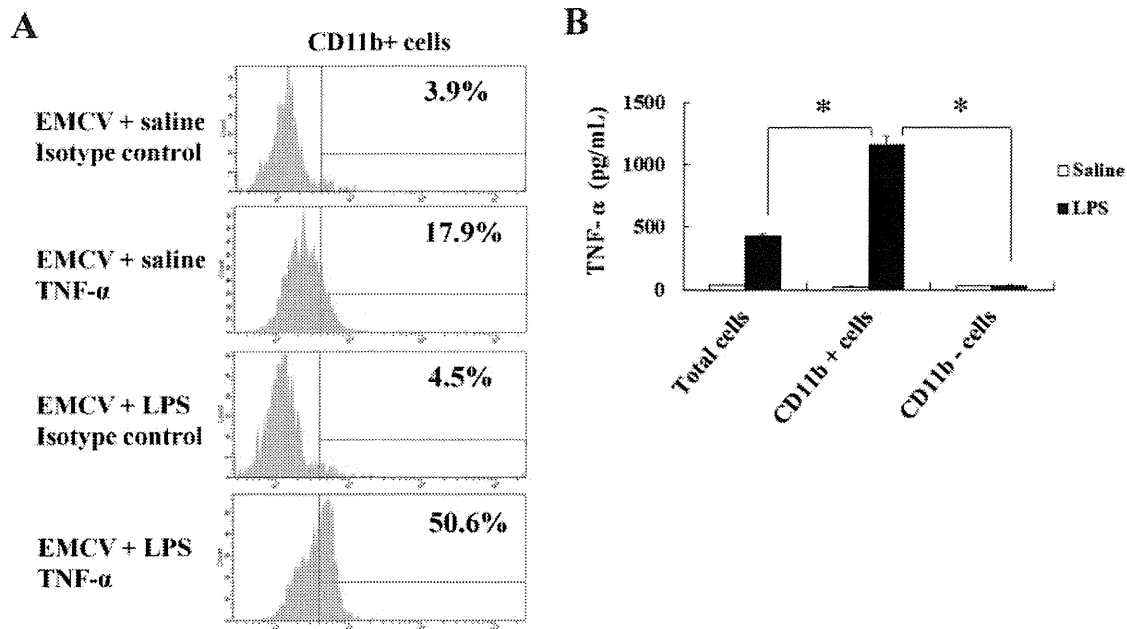 A
CD11b+ cells
EMCV + saline
Isotype control
3.9%
EMCV + saline
TNF-α
17.9%
EMCV + LPS
Isotype control
4.5%
EMCV + LPS
TNF-α
50.6%
B
TNF-α (pg/mL)
1500
1000
500
0
*
*
Saline
LPS
Total cells
CD11b + cells
CD11b - cells